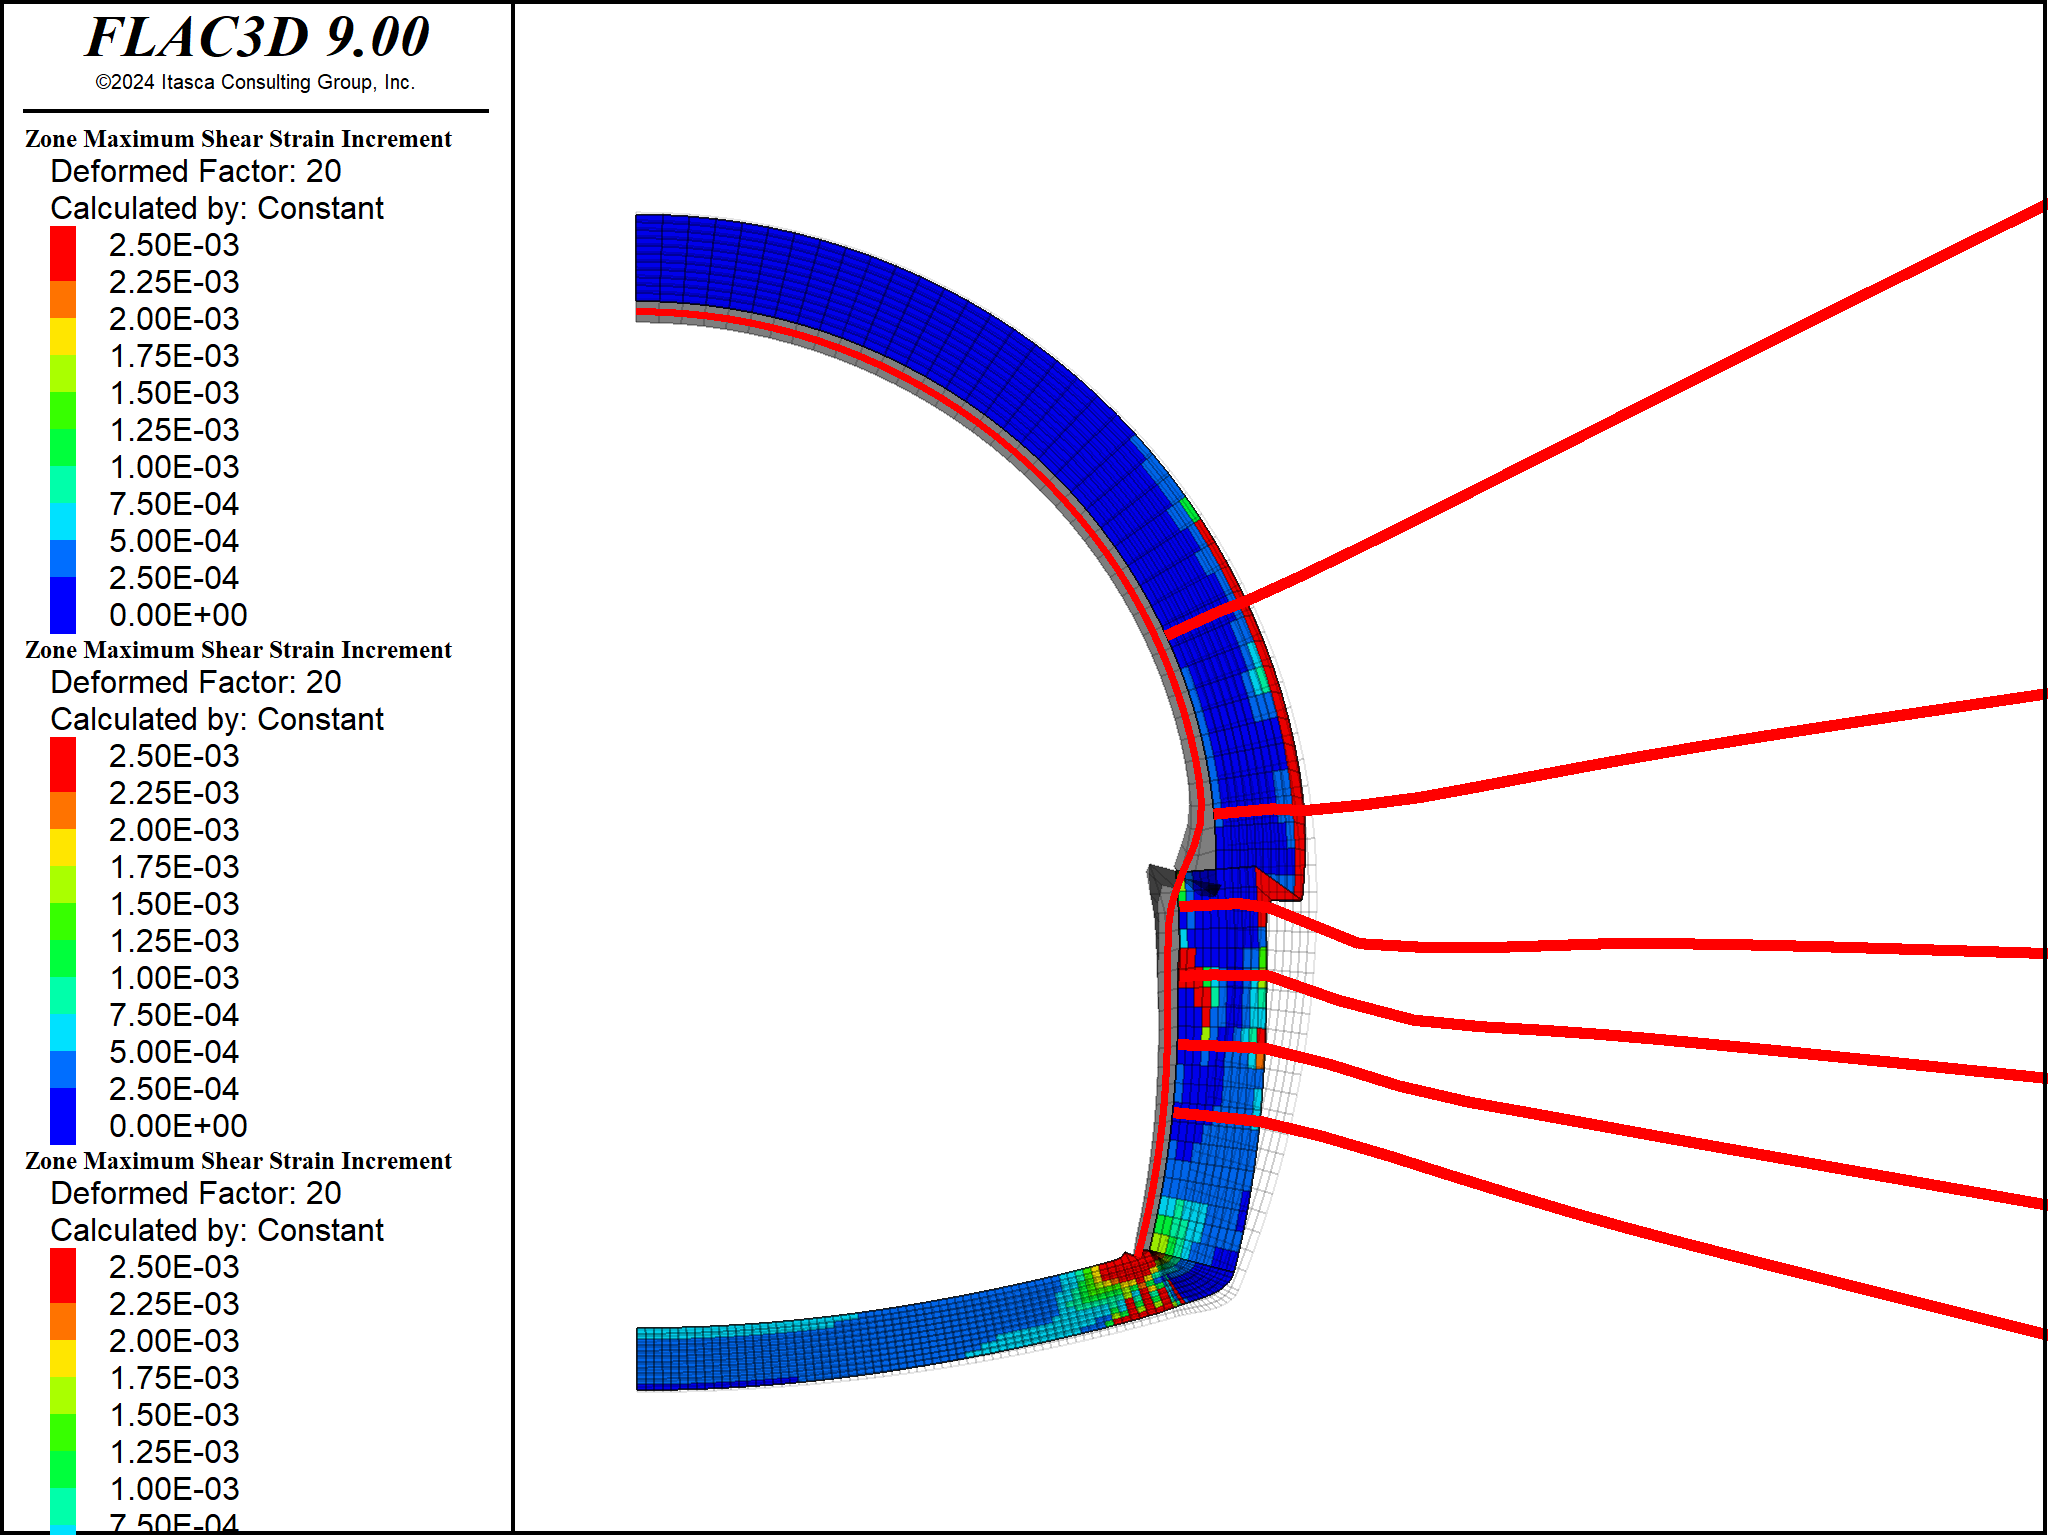 FLAC3D 9.00
©2024 Itasca Consulting Group, Inc.
Zone Maximum Shear Strain Increment
Deformed Factor: 20
Calculated by: Constant
2.50E-03
2.25E-03
2.00E-03
1.75E-03
1.50E-03
1.25E-03
1.00E-03
7.50E-04
5.00E-04
2.50E-04
0.00E+00
Zone Maximum Shear Strain Increment
Deformed Factor: 20
Calculated by: Constant
2.50E-03
2.25E-03
2.00E-03
1.75E-03
1.50E-03
1.25E-03
1.00E-03
7.50E-04
5.00E-04
2.50E-04
0.00E+00
Zone Maximum Shear Strain Increment
Deformed Factor: 20
Calculated by: Constant
2.50E-03
2.25E-03
2.00E-03
1.75E-03
1.50E-03
1.25E-03
1.00E-03
7.50E-04